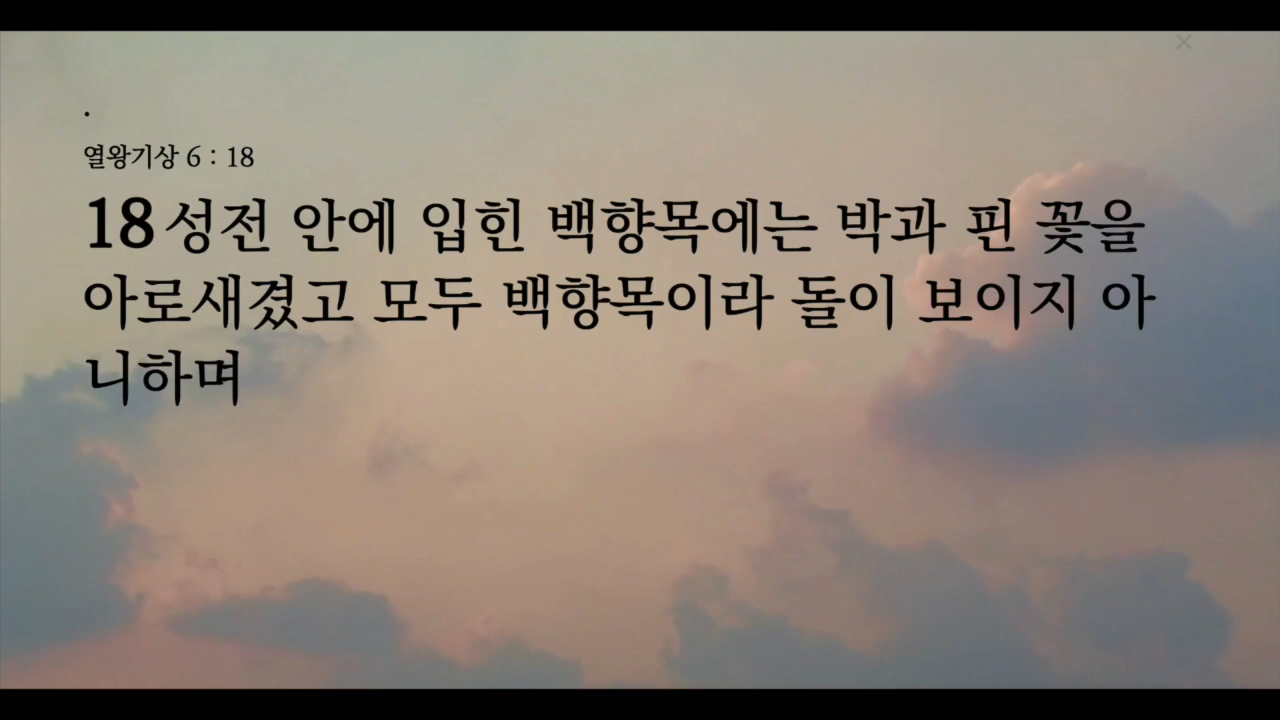 .
열왕기상 6 : 18
18 성전 안에 입힌 백향목에는 박과 핀 꽃을
아로새겼고 모두 백향목이라 돌이 보이지 아
니하며